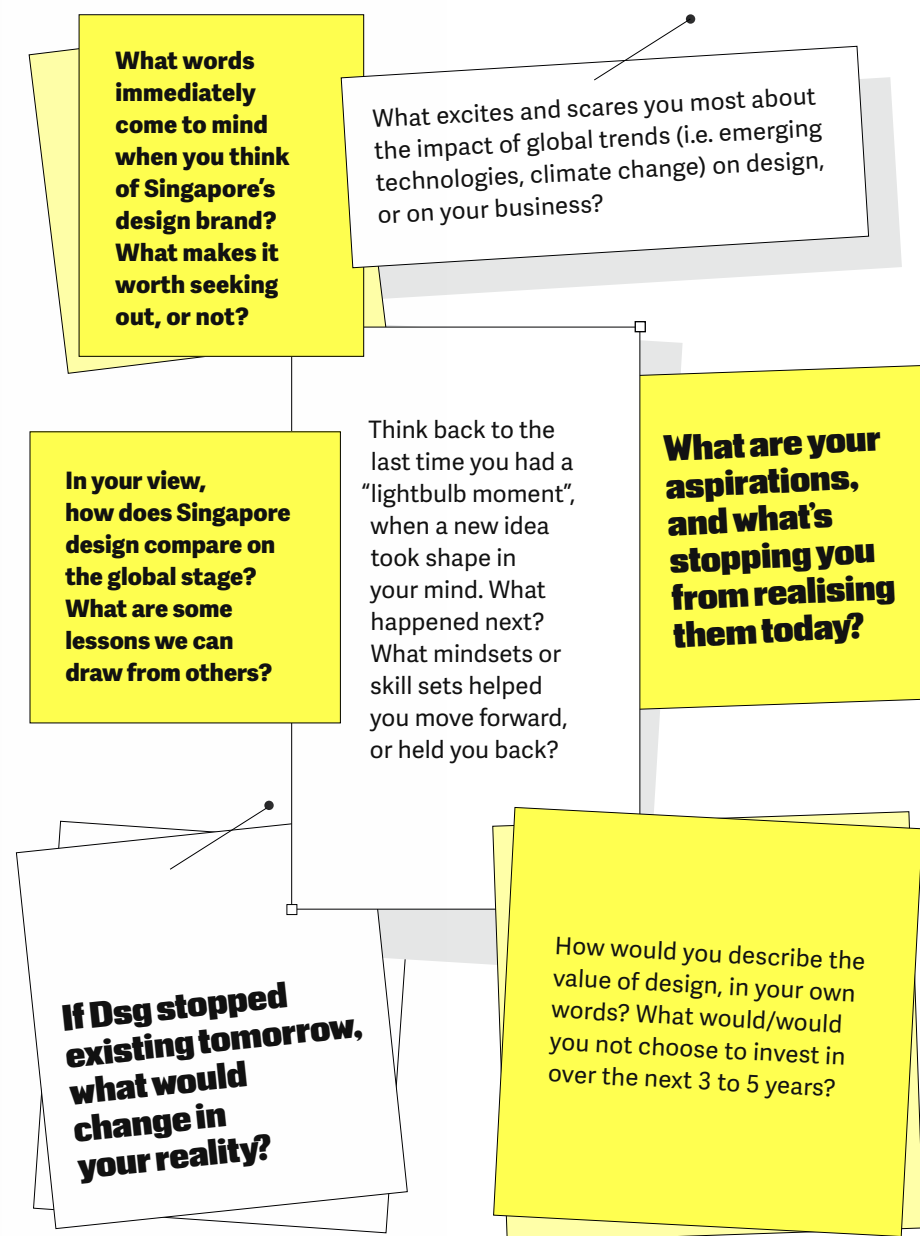 What words
immediately
come to mind
when you think
of Singapore's
design brand?
What makes it
worth seeking
out, or not?
What excites and scares you most about
the impact of global trends (i.e. emerging
technologies, climate change) on design,
or on your business?
In your view,
how does Singapore
design compare on
the global stage?
What are some
lessons we can
draw from others?
Think back to the
last time you had a
“lightbulb moment”,
when a new idea
took shape in
your mind. What
happened next?
What mindsets or
skill sets helped
you move forward,
or held you back?
What are your
aspirations,
and what's
stopping you
from realising
them today?
If Dsg stopped
existing tomorrow,
what would
change in
your reality?
How would you describe the
value of design, in your own
words? What would/would
you not choose to invest in
over the next 3 to 5 years?